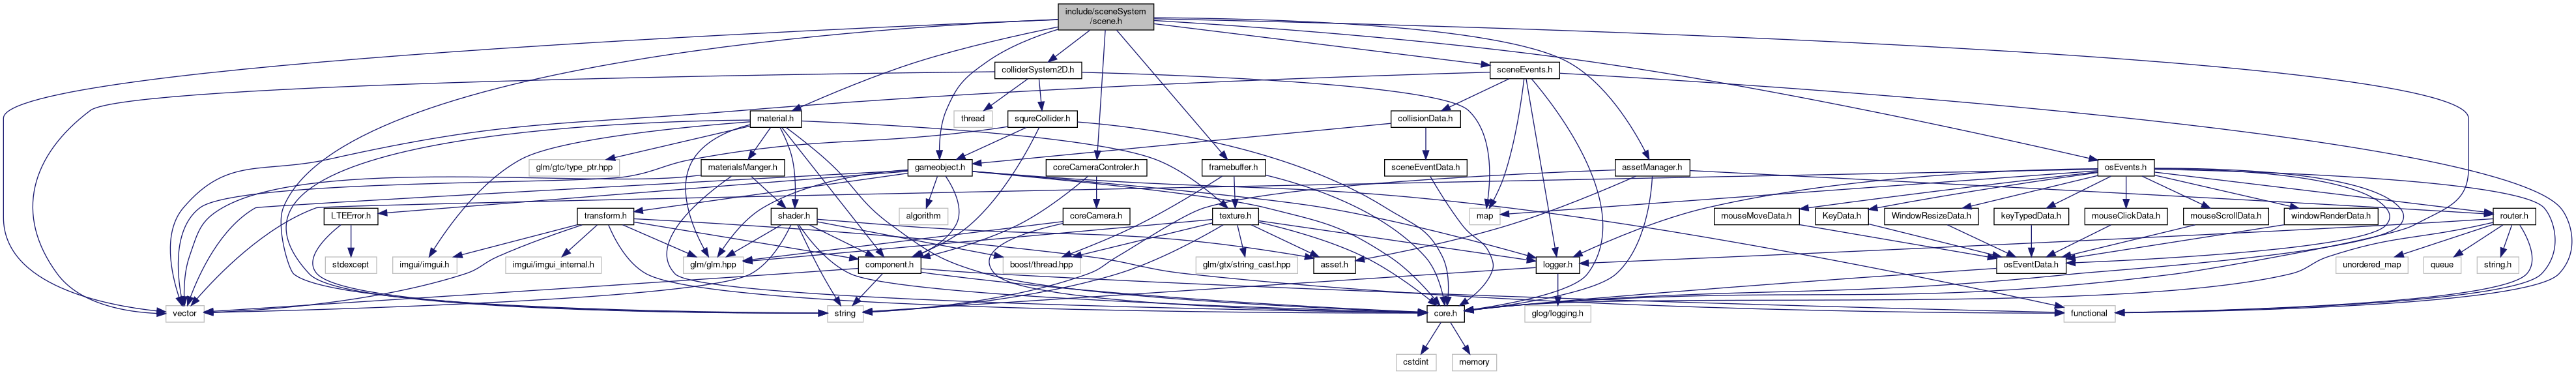 include/sceneSystem
/scene.h
colliderSystem2D.h
sceneEvents.h
thread
material.h
squreCollider.h
collisionData.h
glm/gtc/type_ptr.hpp
materialsManger.h
gameobject.h
coreCameraControler.h
framebuffer.h
sceneEventData.h
assetManager.h
osEvents.h
LTEError.h
transform.h
shader.h
algorithm
coreCamera.h
texture.h
map
mouseMoveData.h
KeyData.h
WindowResizeData.h
keyTypedData.h
mouseClickData.h
mouseScrollData.h
windowRenderData.h
router.h
stdexcept
imgui/imgui.h
imgui/imgui_internal.h
glm/glm.hpp
component.h
boost/thread.hpp
glm/gtx/string_cast.hpp
asset.h
logger.h
osEventData.h
unordered_map
queue
string.h
vector
string
core.h
glog/logging.h
functional
cstdint
memory